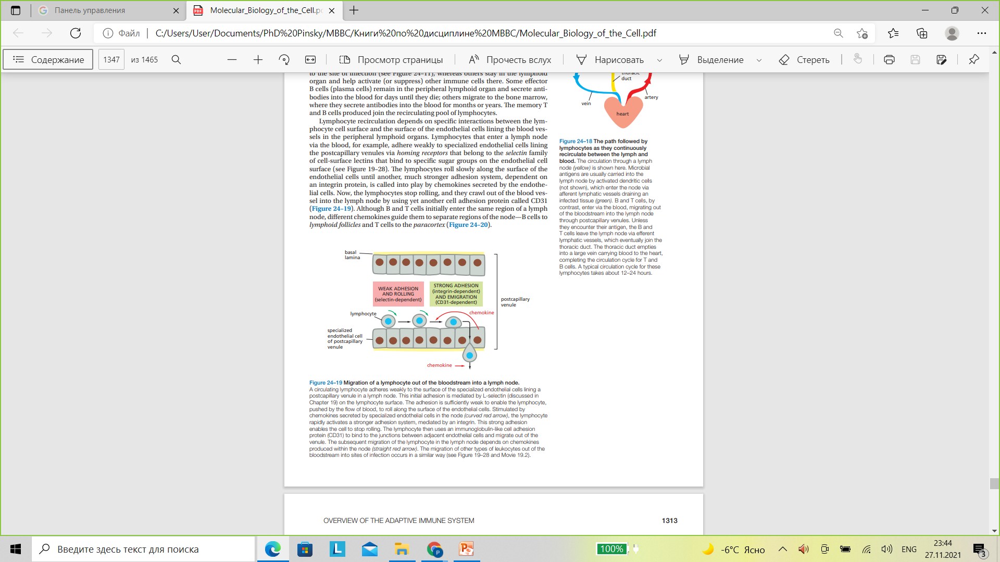 Панель управления
Molecular_Biology_of_the_Cell.p
Файл
C:/Users/User/Documents/PhD%20Pinsky/MBBC/Книги%20по%20дисциплине%20MBBC/Molecular_Biology_of_the_Cell.pdf
Содержание
1347 из 1465
Просмотр страницы
Прочесть вслух
Нарисовать
Выделение
Стереть
to the site of infection (see Figure 24–11), whereas others stay in the lymphoid
organ and help activate (or suppress) other immune cells there. Some effector
B cells (plasma cells) remain in the peripheral lymphoid organ and secrete anti-
bodies into the blood for days until they die; others migrate to the bone marrow,
where they secrete antibodies into the blood for months or years. The memory T
and B cells produced join the recirculating pool of lymphocytes.
Lymphocyte recirculation depends on specific interactions between the lym-
phocyte cell surface and the surface of the endothelial cells lining the blood ves-
sels in the peripheral lymphoid organs. Lymphocytes that enter a lymph node
via the blood, for example, adhere weakly to specialized endothelial cells lining
the postcapillary venules via homing receptors that belong to the selectin family
of cell-surface lectins that bind to specific sugar groups on the endothelial cell
surface (see Figure 19–28). The lymphocytes roll slowly along the surface of the
endothelial cells until another, much stronger adhesion system, dependent on
an integrin protein, is called into play by chemokines secreted by the endothe-
lial cells. Now, the lymphocytes stop rolling, and they crawl out of the blood ves-
sel into the lymph node by using yet another cell adhesion protein called CD31
(Figure 24–19). Although B and T cells initially enter the same region of a lymph
node, different chemokines guide them to separate regions of the node—B cells to
lymphoid follicles and T cells to the paracortex (Figure 24–20).
thoracic
duct
artery
vein
heart
Figure 24–18 The path followed by
lymphocytes as they continuously
recirculate between the lymph and
blood. The circulation through a lymph
node (yellow) is shown here. Microbial
antigens are usually carried into the
lymph node by activated dendritic cells
(not shown), which enter the node via
afferent lymphatic vessels draining an
infected tissue (green). B and T cells, by
contrast, enter via the blood, migrating out
of the bloodstream into the lymph node
through postcapillary venules. Unless
they encounter their antigen, the B and
T cells leave the lymph node via efferent
lymphatic vessels, which eventually join the
thoracic duct. The thoracic duct empties
into a large vein carrying blood to the heart,
completing the circulation cycle for T and
B cells. A typical circulation cycle for these
lymphocytes takes about 12–24 hours.
basal
lamina
WEAK ADHESION
AND ROLLING
(selectin-dependent)
STRONG ADHESION
(integrin-dependent)
AND EMIGRATION
(CD31-dependent)
postcapillary
venule
lymphocyte
chemokine
specialized
endothelial cell
of postcapillary
venule
chemokine
Figure 24–19 Migration of a lymphocyte out of the bloodstream into a lymph node.
A circulating lymphocyte adheres weakly to the surface of the specialized endothelial cells lining a
postcapillary venule in a lymph node. This initial adhesion is mediated by L-selectin (discussed in
Chapter 19) on the lymphocyte surface. The adhesion is sufficiently weak to enable the lymphocyte,
pushed by the flow of blood, to roll along the surface of the endothelial cells. Stimulated by
chemokines secreted by specialized endothelial cells in the node (curved red arrow), the lymphocyte
rapidly activates a stronger adhesion system, mediated by an integrin. This strong adhesion
enables the cell to stop rolling. The lymphocyte then uses an immunoglobulin-like cell adhesion
protein (CD31) to bind to the junctions between adjacent endothelial cells and migrate out of the
venule. The subsequent migration of the lymphocyte in the lymph node depends on chemokines
produced within the node (straight red arrow). The migration of other types of leukocytes out of the
bloodstream into sites of infection occurs in a similar way (see Figure 19–28 and Movie 19.2).
OVERVIEW OF THE ADAPTIVE IMMUNE SYSTEM
1313
Введите здесь текст для поиска
L
P
100%
-6°C Ясно
ENG
23:44
27.11.2021
3